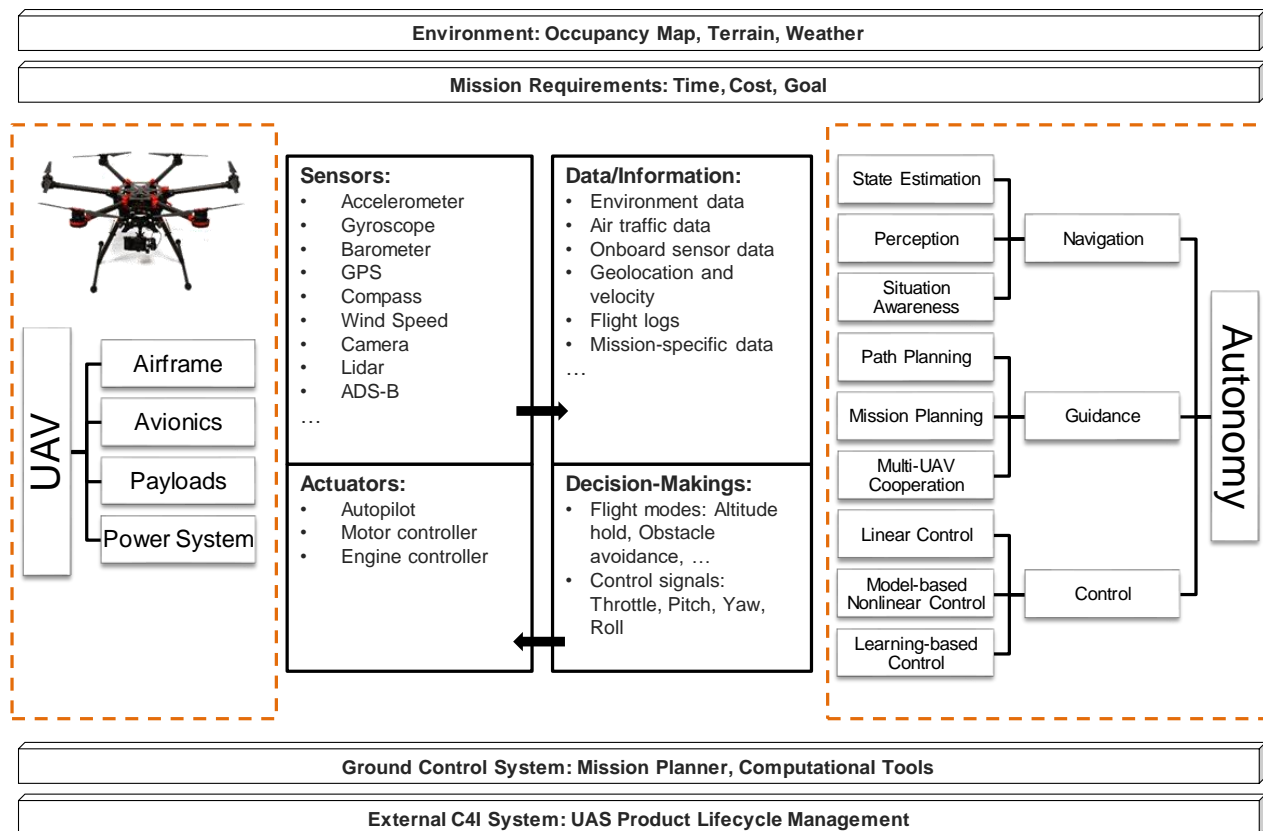 Environment: Occupancy Map, Terrain, Weather
Mission Requirements: Time, Cost, Goal
UAV
Airframe
Avionics
Payloads
Power System
Sensors:
• Accelerometer
• Gyroscope
• Barometer
• GPS
• Compass
• Wind Speed
• Camera
• Lidar
• ADS-B
…
Data/Information:
• Environment data
• Air traffic data
• Onboard sensor data
• Geolocation and
velocity
• Flight logs
• Mission-specific data
…
Actuators:
• Autopilot
• Motor controller
• Engine controller
Decision-Makings:
• Flight modes: Altitude
hold, Obstacle
avoidance, …
• Control signals:
Throttle, Pitch, Yaw,
Roll
State Estimation
Perception
Situation
Awareness
Navigation
Path Planning
Mission Planning
Multi-UAV
Cooperation
Guidance
Linear Control
Model-based
Nonlinear Control
Learning-based
Control
Control
Autonomy
Ground Control System: Mission Planner, Computational Tools
External C4I System: UAS Product Lifecycle Management